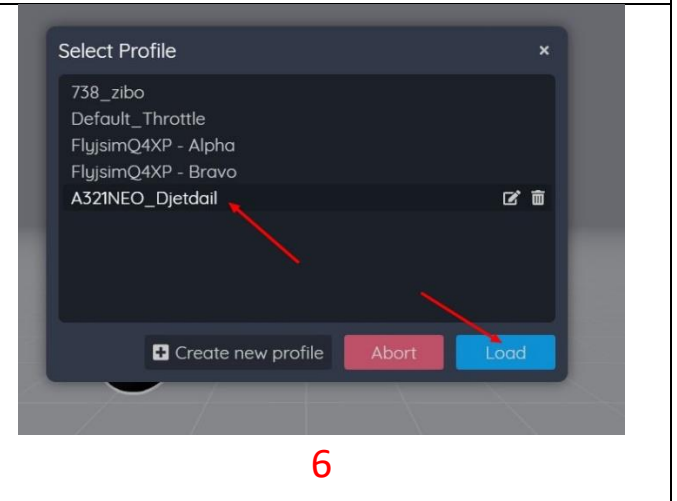 Select Profile ×
738_zibo
Default_Throttle
FlyjsimQ4XP - Alpha
FlyjsimQ4XP - Bravo
A321NEO_Djetdail
Create new profile Abort Load
6